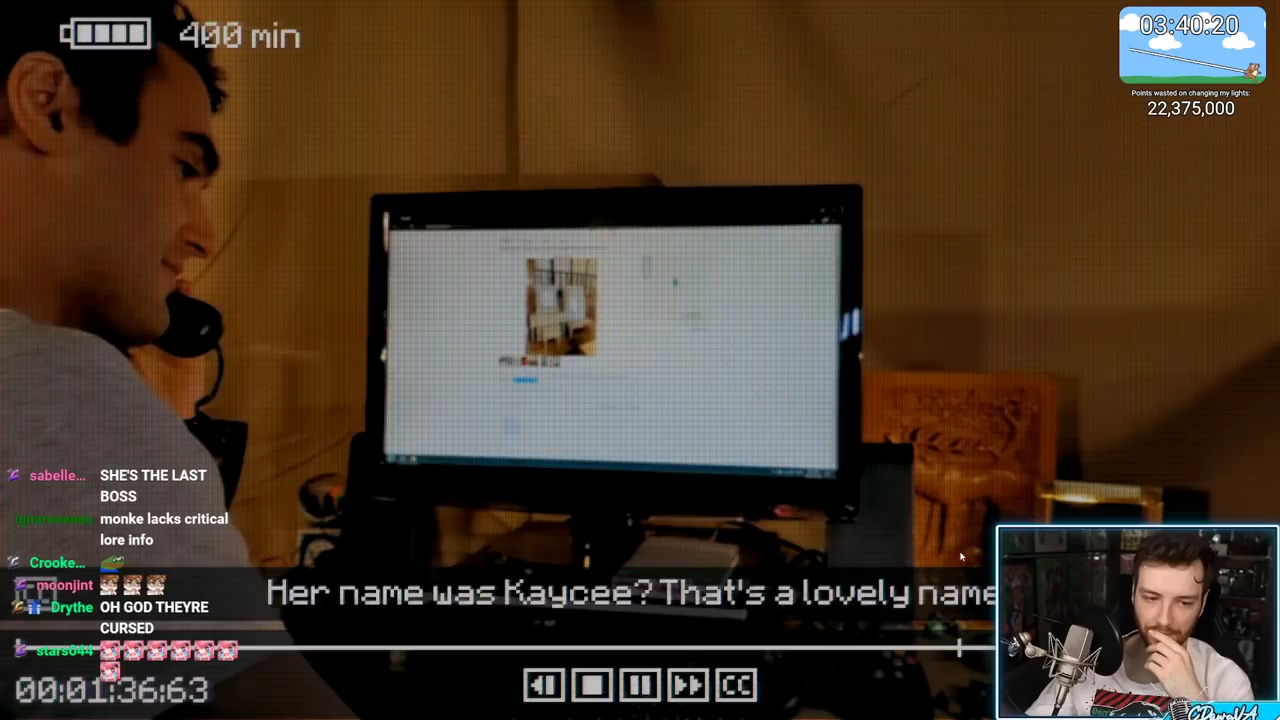 400 min
03:40:20
Points wasted on changing my lights:
22,375,000
sabelle... SHE'S THE LAST
BOSS
monke lacks critical
lore info
Crooke...
moonjint
Drythe OH GOD THEYRE
CURSED
stars044
Her name was Kaycee? That's a lovely name
00:01:36:63
CC
CDawgVA